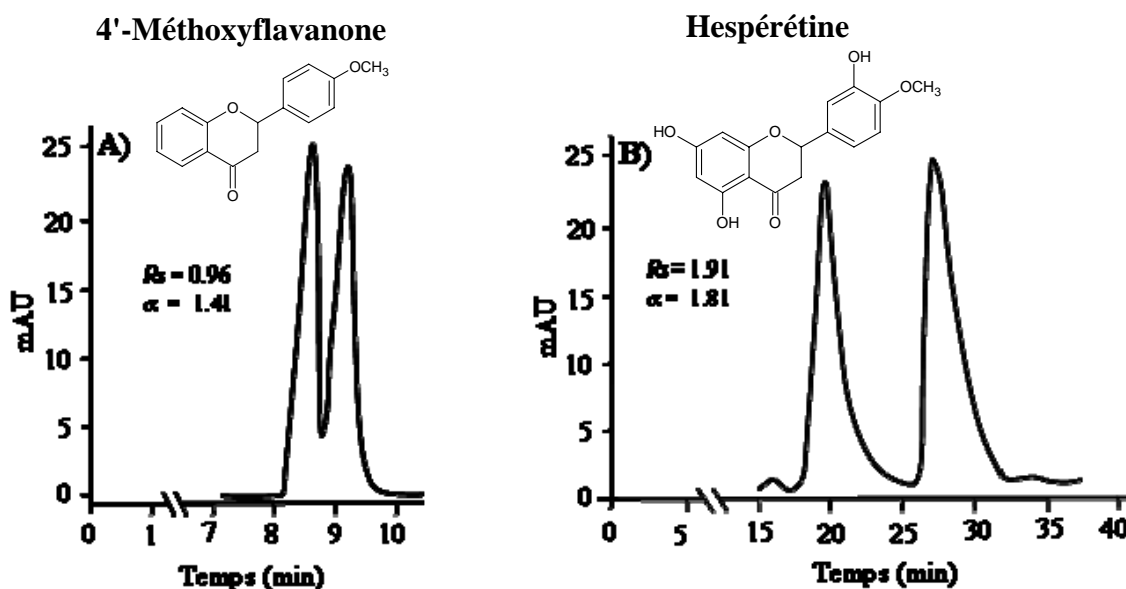 4'-Méthoxyflavanone
OCH3
O
O
A)
25
20
15
10
5
0
mAU
Rs = 0.96
α = 1.41
0 1 7 8 9 10
Temps (min)
Hespérétine
OH
OCH3
HO
O
OH
O
B)
25
20
15
10
5
0
mAU
Rs=1.91
α = 1.81
0 5 15 20 25 30 35 40
Temps (min)